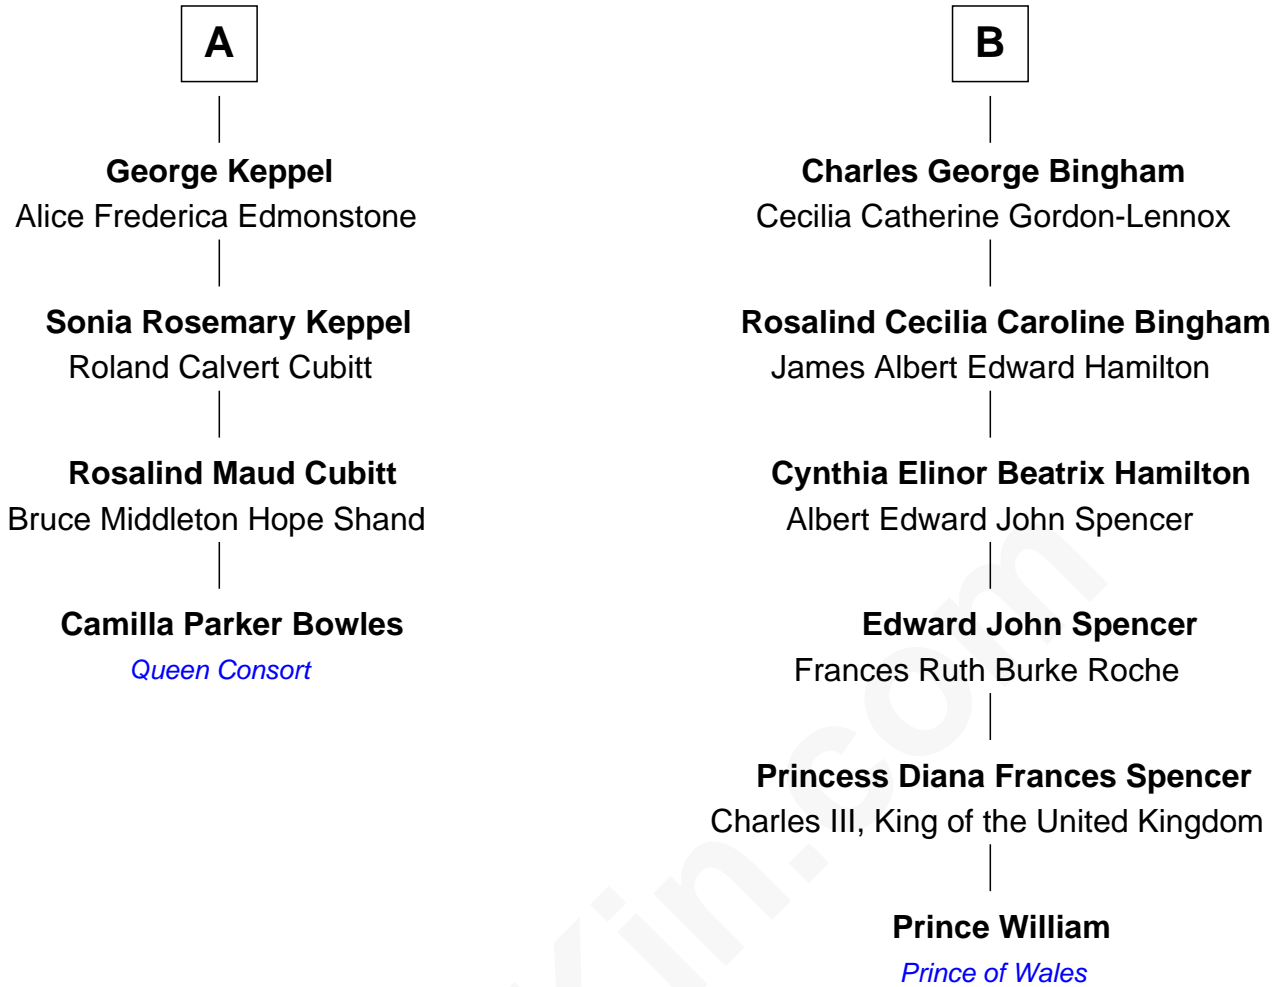 A
George Keppel
Alice Frederica Edmonstone
Sonia Rosemary Keppel
Roland Calvert Cubitt
Rosalind Maud Cubitt
Bruce Middleton Hope Shand
Camilla Parker Bowles
Queen Consort
B
Charles George Bingham
Cecilia Catherine Gordon-Lennox
Rosalind Cecilia Caroline Bingham
James Albert Edward Hamilton
Cynthia Elinor Beatrix Hamilton
Albert Edward John Spencer
Edward John Spencer
Frances Ruth Burke Roche
Princess Diana Frances Spencer
Charles III, King of the United Kingdom
Prince William
Prince of Wales
Kin.com